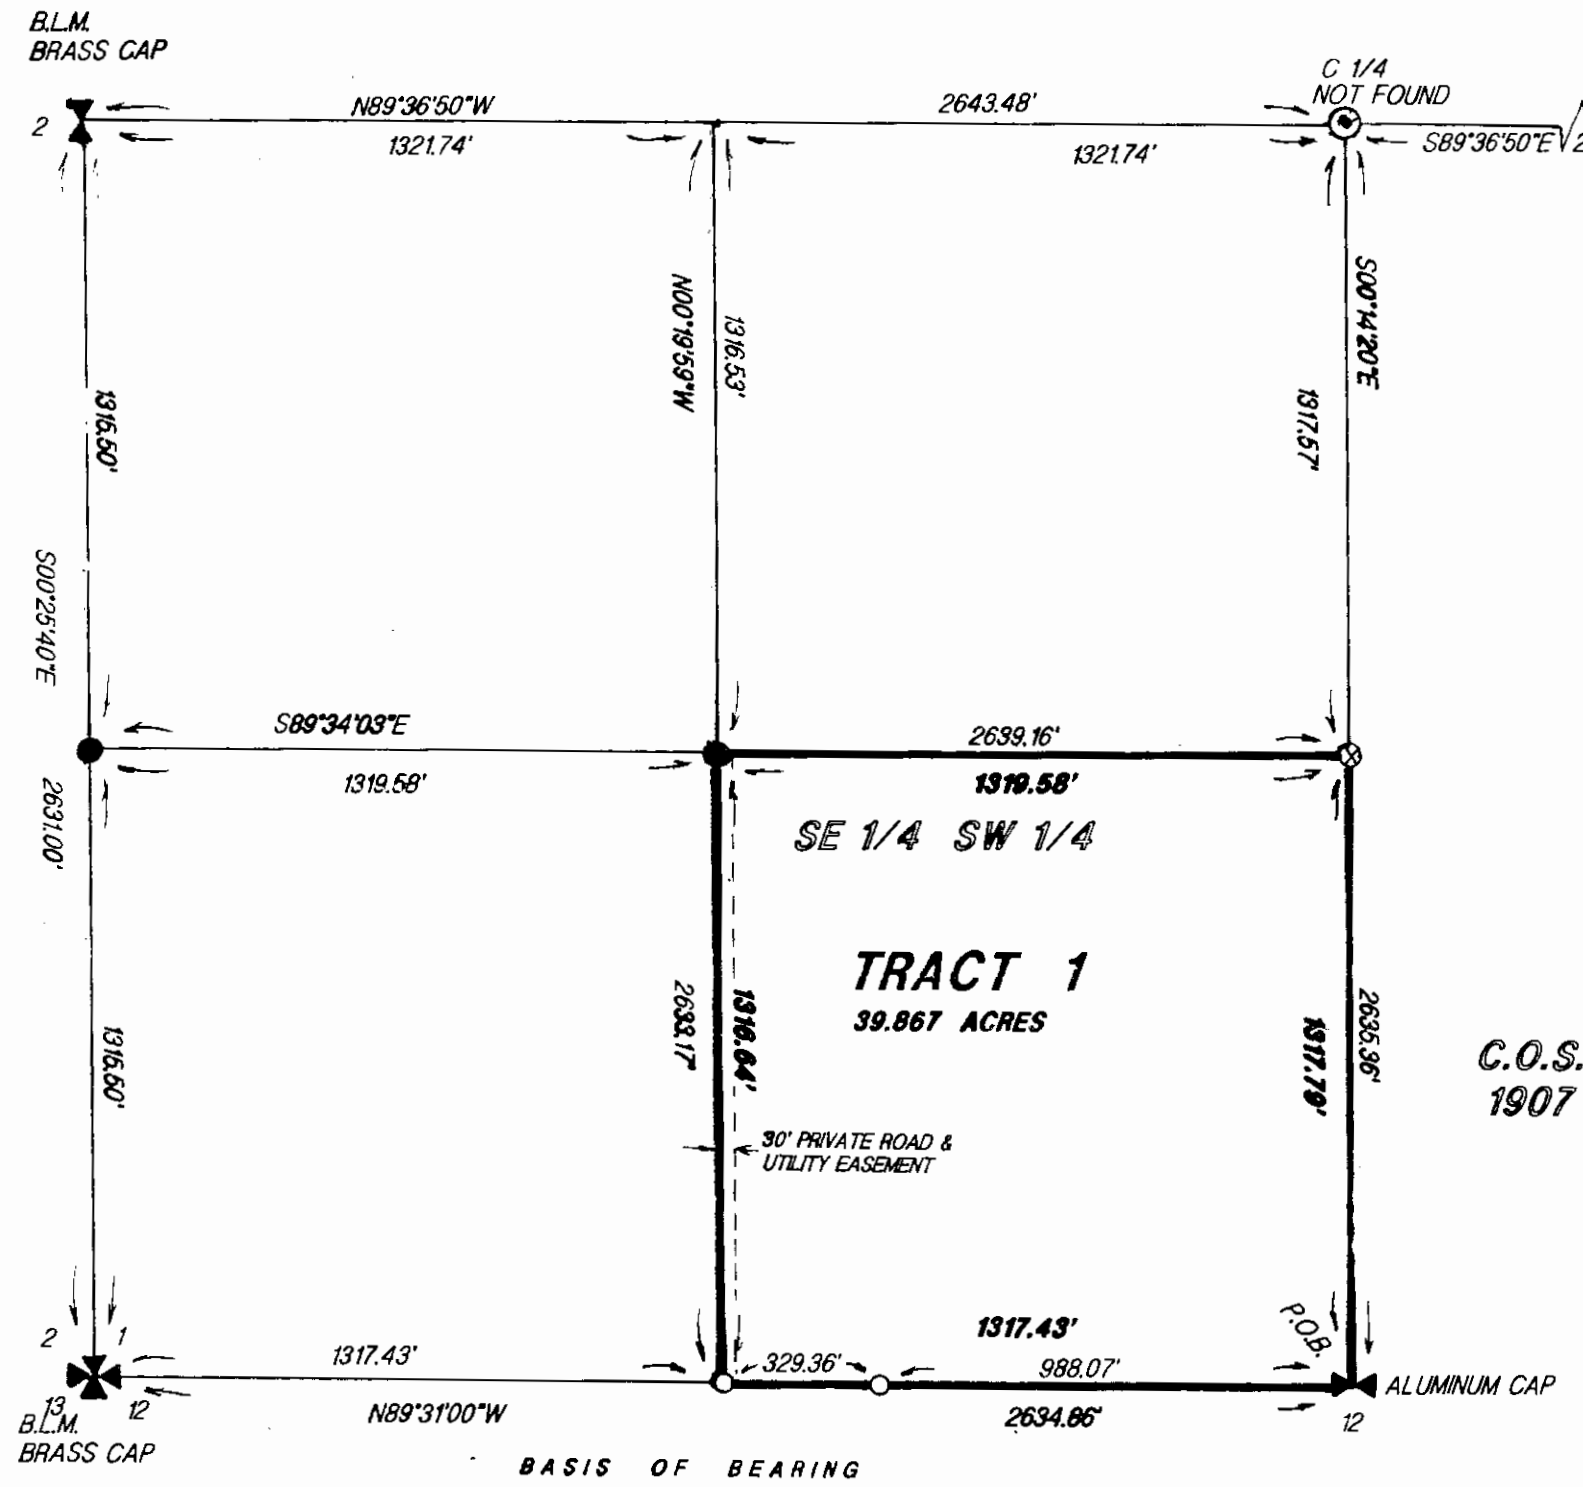 B.L.M.
BRASS CAP
C 1/4
NOT FOUND
2
N89°36'50"W
2643.48'
1321.74'
1321.74'
S89°36'50"E
N00°19'59"W
1316.53'
S00°14'20"E
1317.57'
1316.50'
S00°25'40"E
S89°34'03"E
2639.16'
1319.58'
1319.58'
2631.00'
SE 1/4 SW 1/4
TRACT 1
39.867 ACRES
2633.17'
1316.64'
1317.79'
2635.36'
C.O.S.
1907
30' PRIVATE ROAD &
UTILITY EASEMENT
P.O.B.
2
1
1317.43'
1317.43'
329.36'
988.07'
ALUMINUM CAP
13
12
N89°31'00"W
2634.86'
12
B.L.M.
BRASS CAP
BASIS OF BEARING